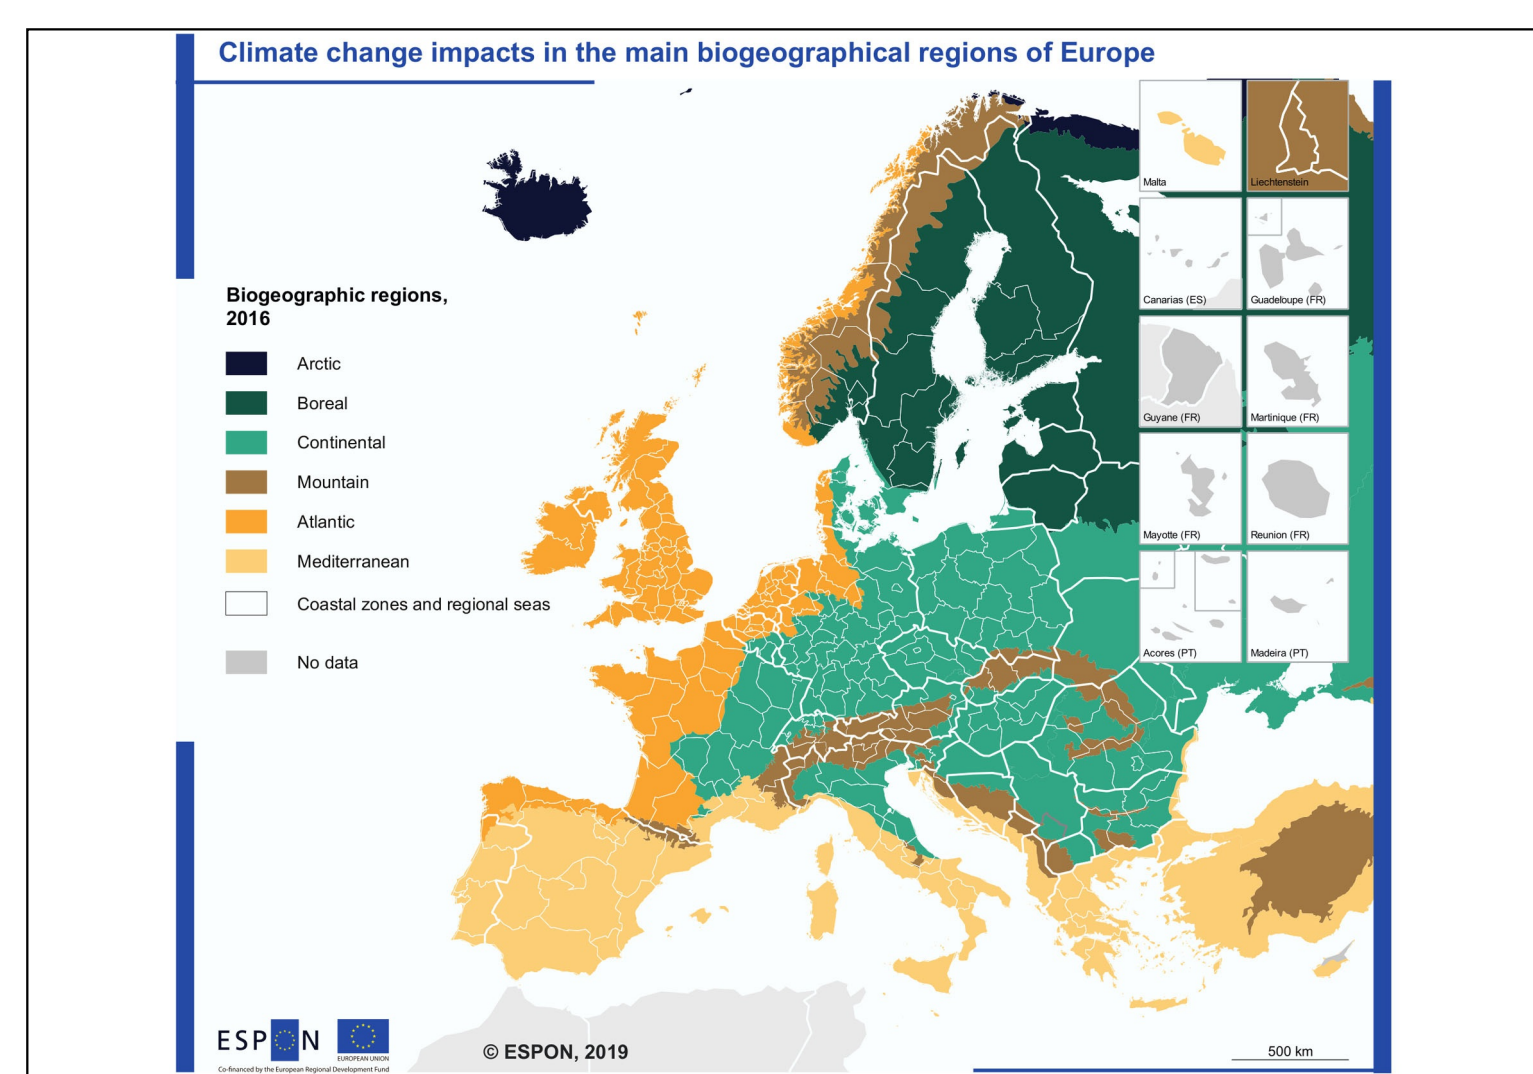 Climate change impacts in the main biogeographical regions of Europe
Malta
Liechtenstein
Canarias (ES)
Guadeloupe (FR)
Guyane (FR)
Martinique (FR)
Mayotte (FR)
Reunion (FR)
Acores (PT)
Madeira (PT)
Biogeographic regions,
2016
Arctic
Boreal
Continental
Mountain
Atlantic
Mediterranean
Coastal zones and regional seas
No data
ESPON
EUROPEAN UNION
Co-financed by the European Regional Development Fund
© ESPON, 2019
500 km